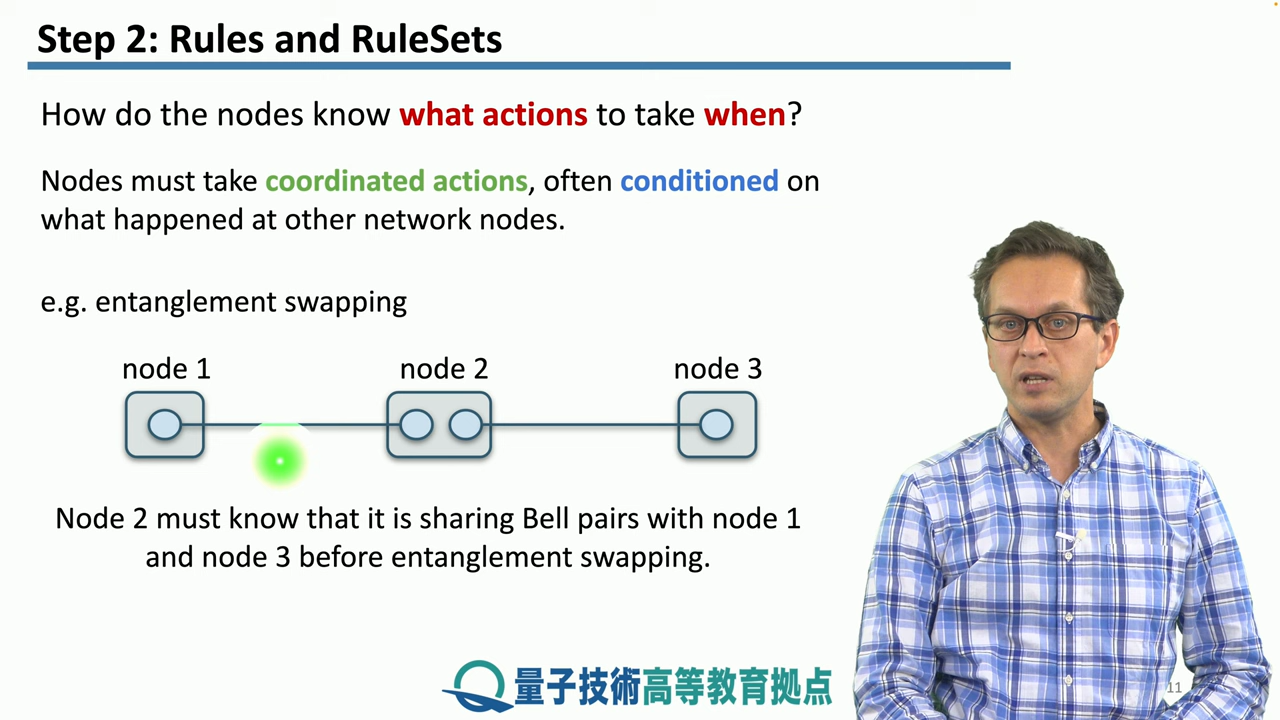 Step 2: Rules and RuleSets
How do the nodes know what actions to take when?
Nodes must take coordinated actions, often conditioned on
what happened at other network nodes.
e.g. entanglement swapping
node 1
node 2
node 3
Node 2 must know that it is sharing Bell pairs with node 1
and node 3 before entanglement swapping.
量子技術高等教育拠点
11